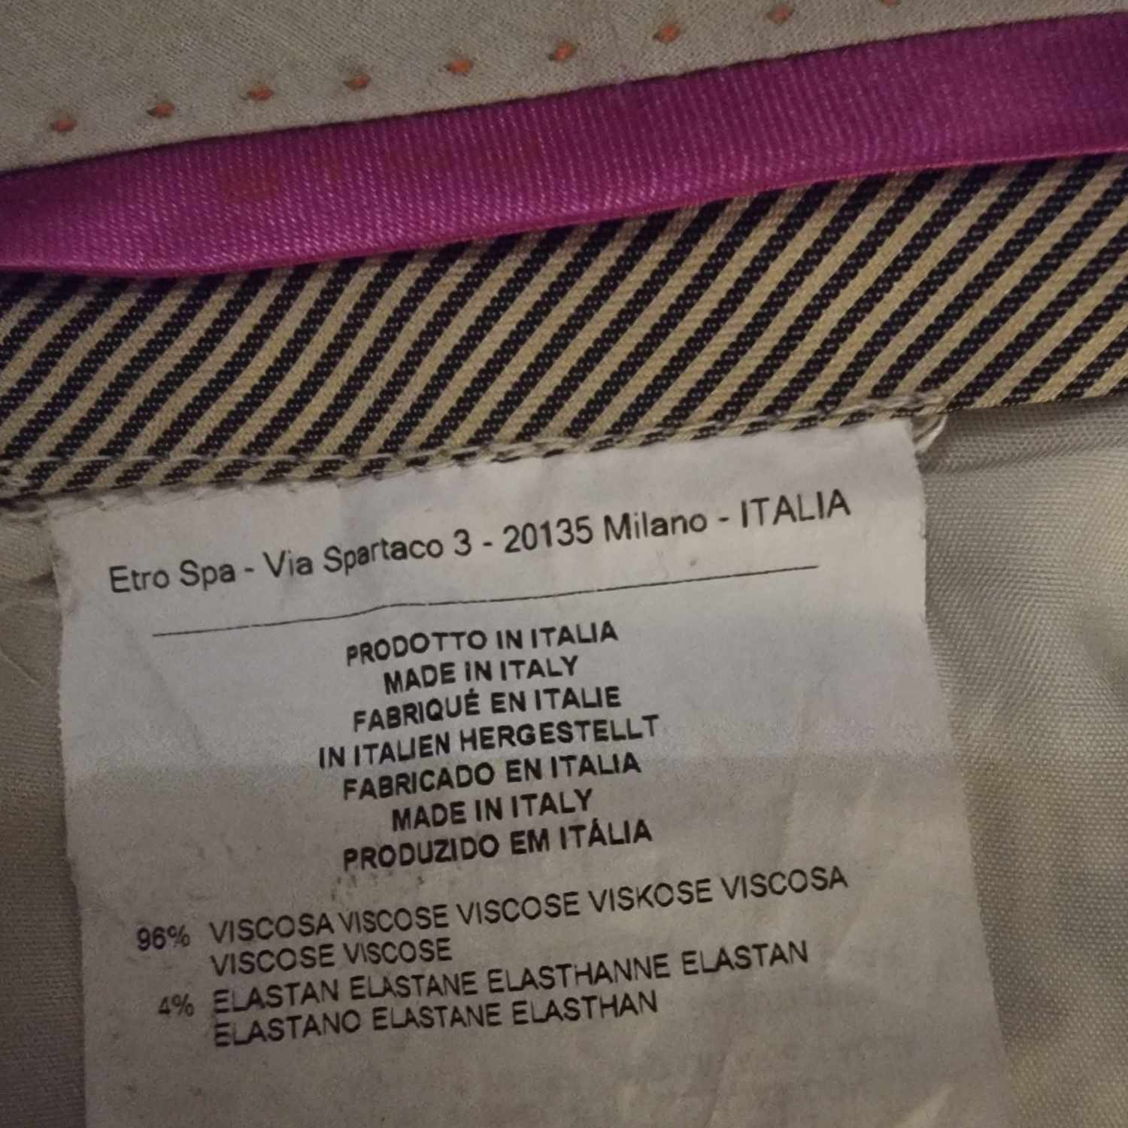 Etro Spa - Via Spartaco 3 - 20135 Milano - ITALIA
PRODOTTO IN ITALIA
MADE IN ITALY
FABRIQUÉ EN ITALIE
IN ITALIEN HERGESTELLT
FABRICADO EN ITALIA
MADE IN ITALY
PRODUZIDO EM ITÁLIA
96% VISCOSA VISCOSE VISCOSE VISKOSE VISCOSA
VISCOSE VISCOSE
4% ELASTAN ELASTANE ELASTHANNE ELASTAN
ELASTANO ELASTANE ELASTHAN